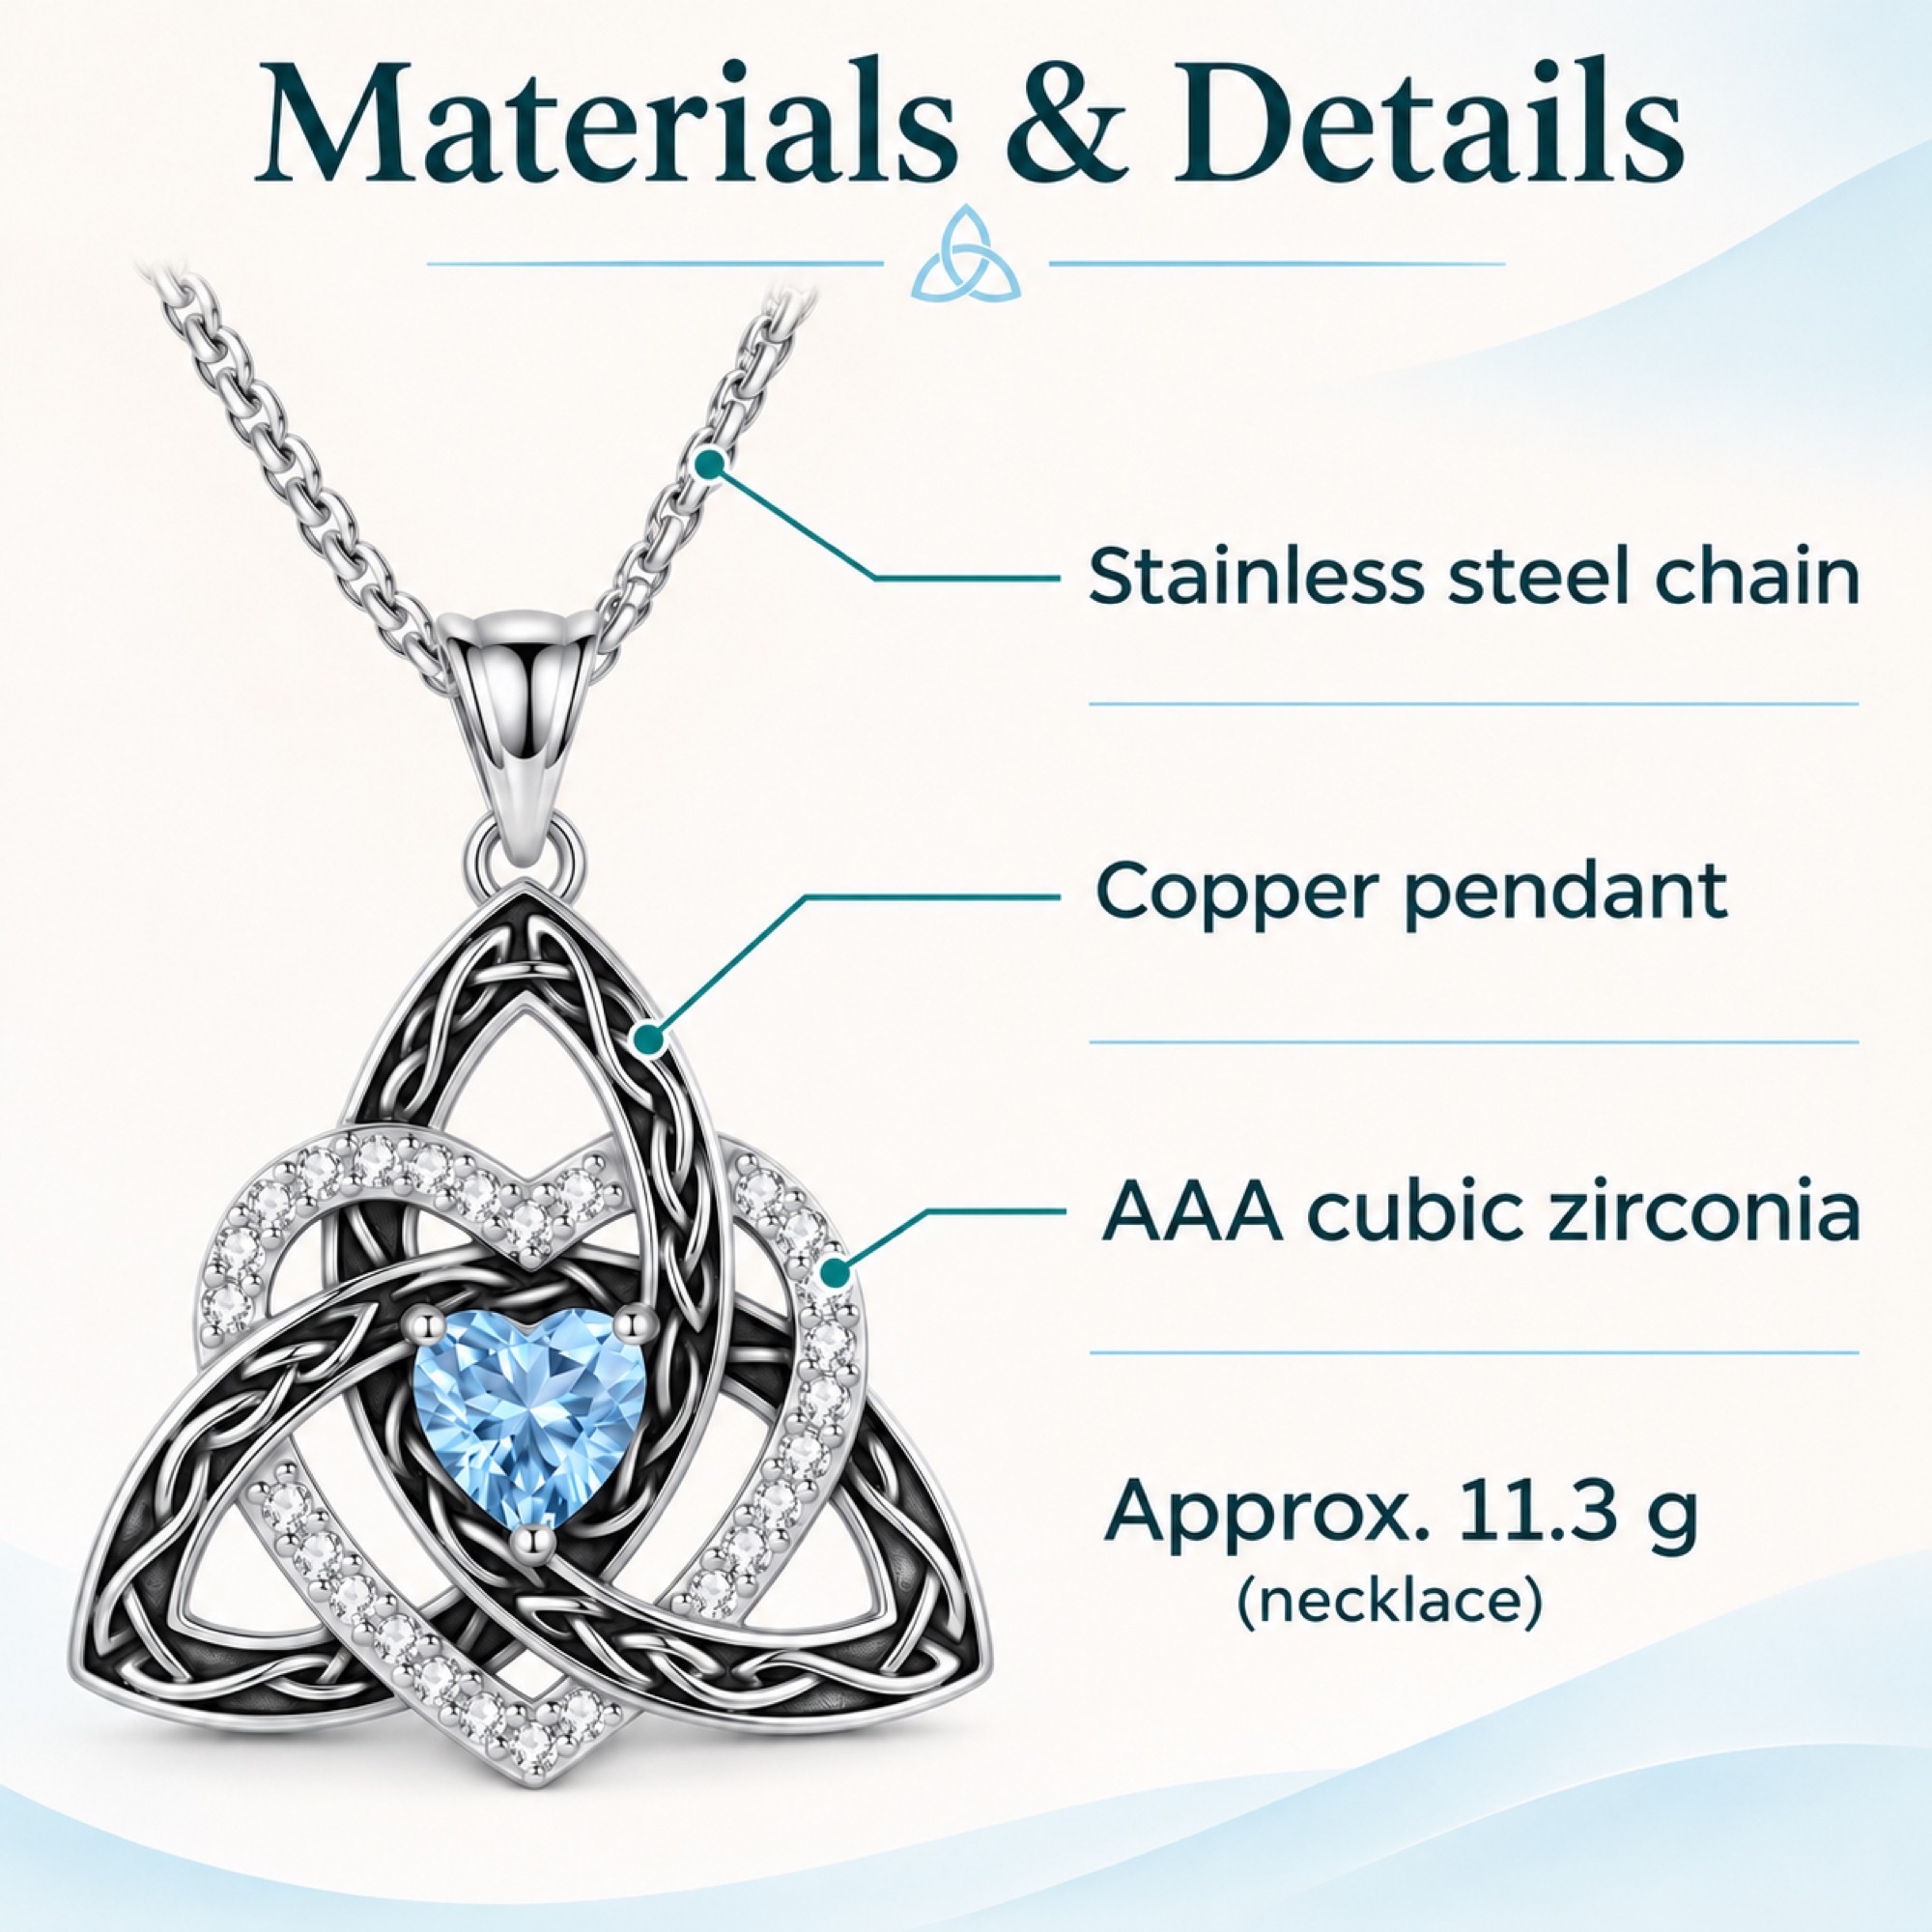 Materials & Details
Stainless steel chain
Copper pendant
AAA cubic zirconia
Approx. 11.3 g
(necklace)